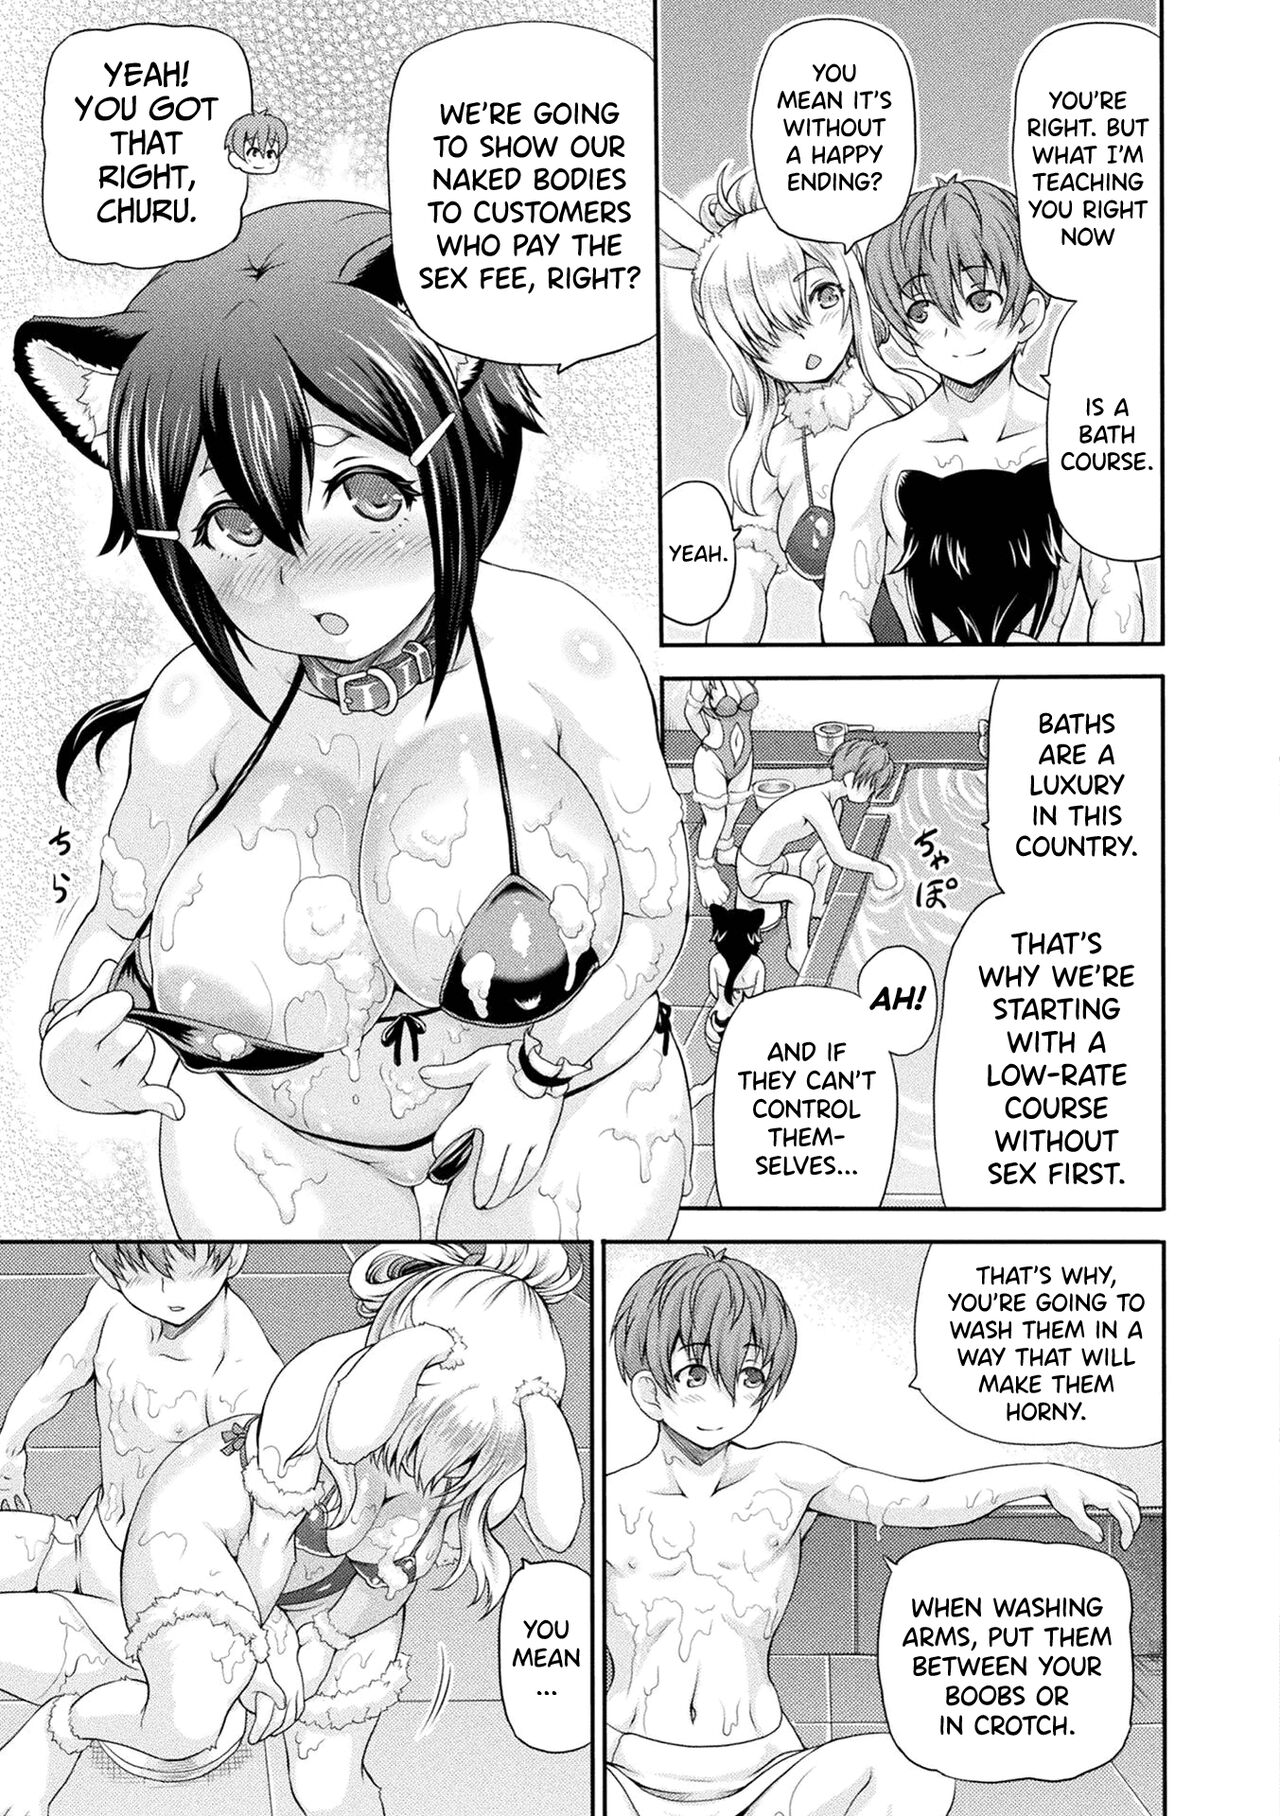 YOU'RE
RIGHT. BUT
WHAT I'M
TEACHING
YOU RIGHT
NOW
IS A
BATH
COURSE.
YOU
MEAN IT'S
WITHOUT
A HAPPY
ENDING?
YEAH.
WE'RE GOING
TO SHOW OUR
NAKED BODIES
TO CUSTOMERS
WHO PAY THE
SEX FEE, RIGHT?
YEAH!
YOU GOT
THAT
RIGHT,
CHURU.
ちら
BATHS
ARE A
LUXURY
IN THIS
COUNTRY.
THAT'S
WHY WE'RE
STARTING
WITH A
LOW-RATE
COURSE
WITHOUT
SEX FIRST.
ちゃぽ
AH!
AND IF
THEY CAN'T
CONTROL
THEM-
SELVES...
THAT'S WHY,
YOU'RE GOING TO
WASH THEM IN A
WAY THAT WILL
MAKE THEM
HORNY.
WHEN WASHING
ARMS, PUT THEM
BETWEEN YOUR
BOOBS OR
IN CROTCH.
YOU
MEAN
...